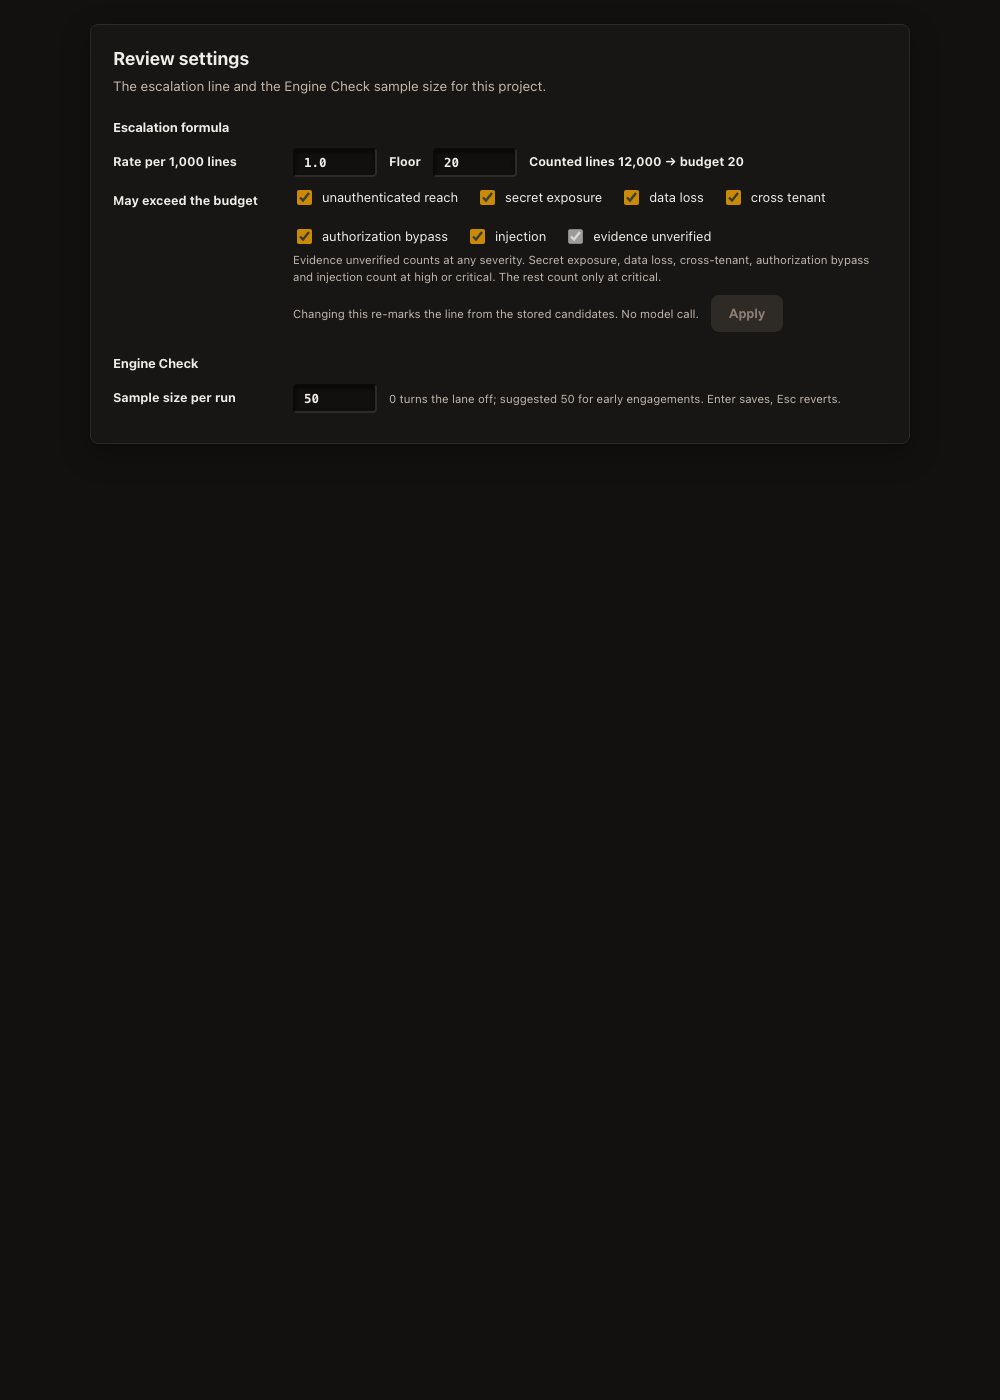 Review settings
The escalation line and the Engine Check sample size for this project.
Escalation formula
Rate per 1,000 lines 1.0 Floor 20 Counted lines 12,000 → budget 20
May exceed the budget unauthenticated reach secret exposure data loss cross tenant
authorization bypass injection evidence unverified
Evidence unverified counts at any severity. Secret exposure, data loss, cross-tenant, authorization bypass
and injection count at high or critical. The rest count only at critical.
Changing this re-marks the line from the stored candidates. No model call. Apply
Engine Check
Sample size per run 50 0 turns the lane off; suggested 50 for early engagements. Enter saves, Esc reverts.